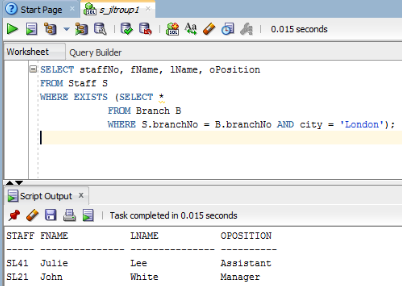 Start Page
s_jltroup1
0.015 seconds
Worksheet Query Builder
SELECT staffNo, fName, lName, oPosition
FROM Staff S
WHERE EXISTS (SELECT *
FROM Branch B
WHERE S.branchNo = B.branchNo AND city = 'London');
Script Output
Task completed in 0.015 seconds
STAFF FNAME LNAME OPOSITION
----- --------------- --------------- ----------
SL41 Julie Lee Assistant
SL21 John White Manager